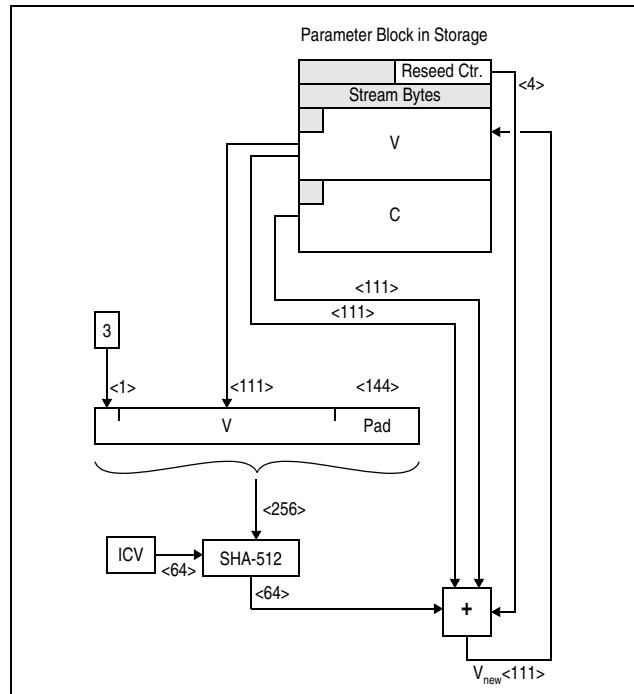 Parameter Block in Storage
Reseed Ctr.
<4>
Stream Bytes
V
C
<111>
<111>
3
<1>
<111>
<144>
V
Pad
<256>
ICV
SHA-512
<64>
<64>
+
Vnew<111>